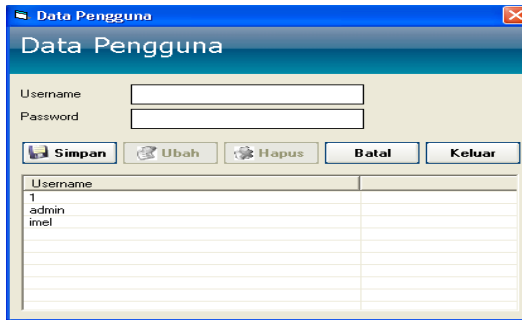 Data Pengguna
Data Pengguna
Username
Password
Simpan Ubah Hapus Batal Keluar
Username
1
admin
imel